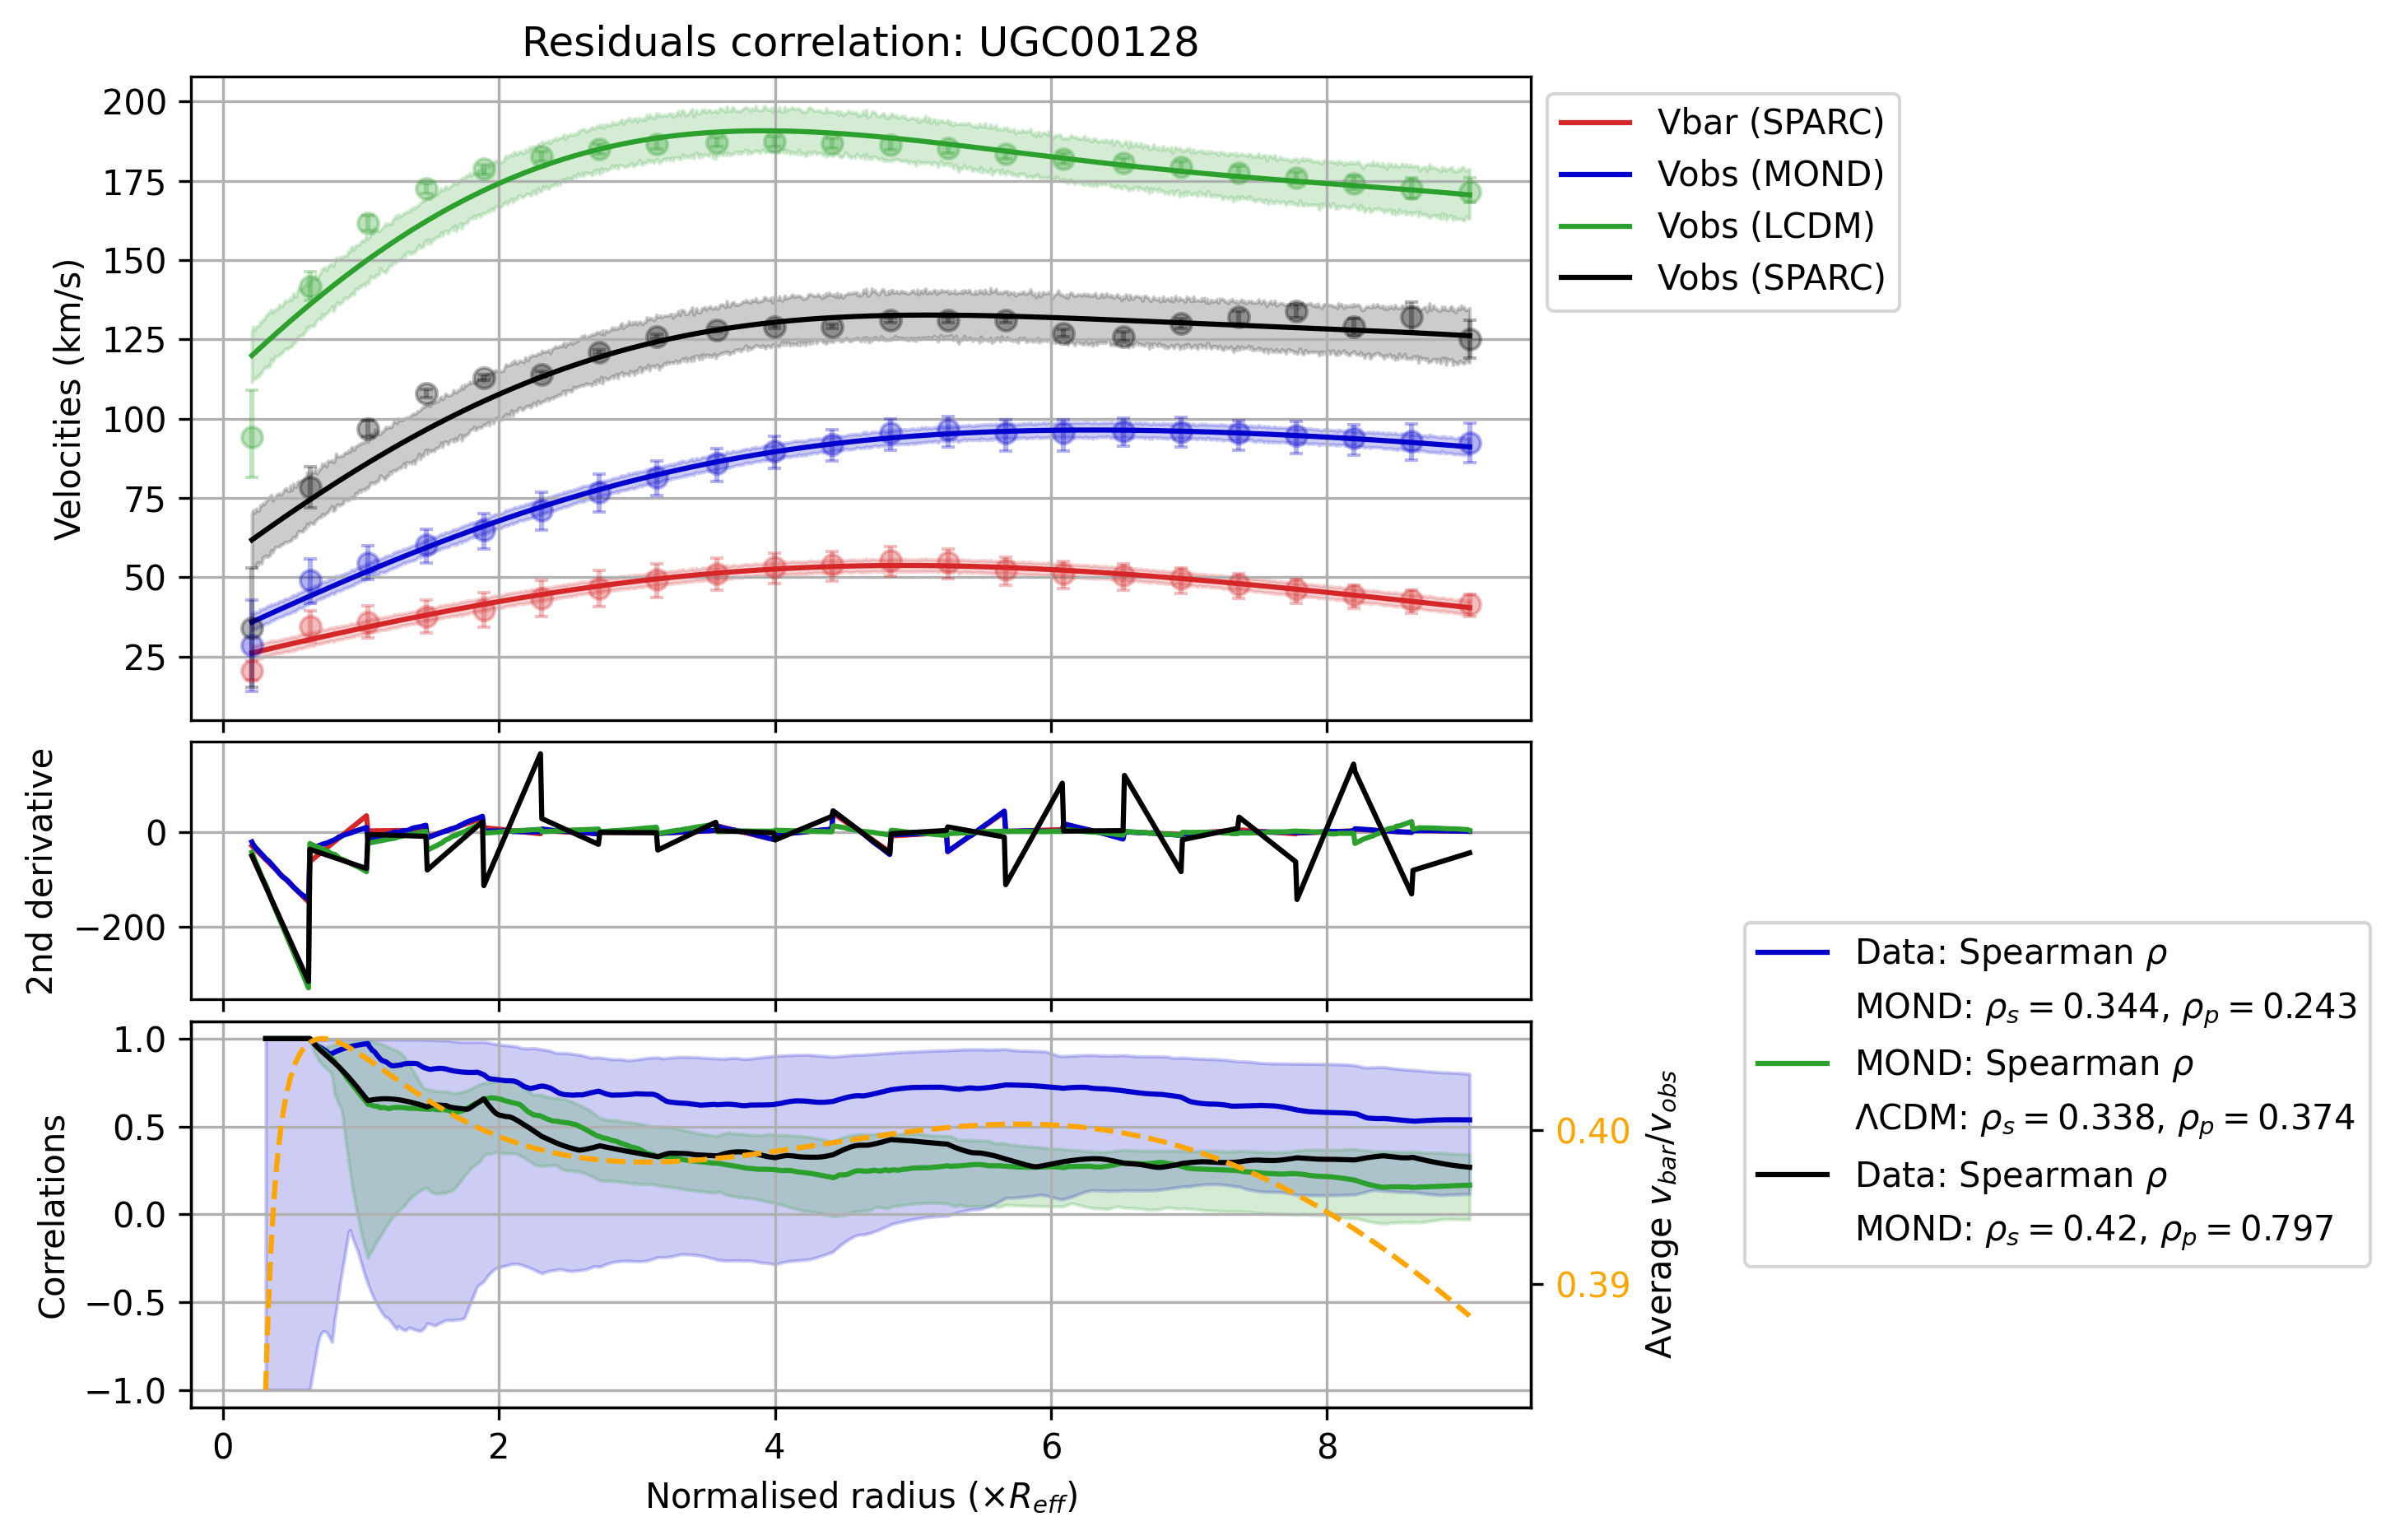 Residuals correlation: UGC00128
Velocities (km/s)
200
175
150
125
100
75
50
25
Vbar (SPARC)
Vobs (MOND)
Vobs (LCDM)
Vobs (SPARC)
2nd derivative
0
−200
Correlations
1.0
0.5
0.0
−0.5
−1.0
0.40
0.39
Average v_bar/v_obs
Data: Spearman ρ
MOND: ρ_s = 0.344, ρ_p = 0.243
MOND: Spearman ρ
ΛCDM: ρ_s = 0.338, ρ_p = 0.374
Data: Spearman ρ
MOND: ρ_s = 0.42, ρ_p = 0.797
0 2 4 6 8
Normalised radius (×R_eff)